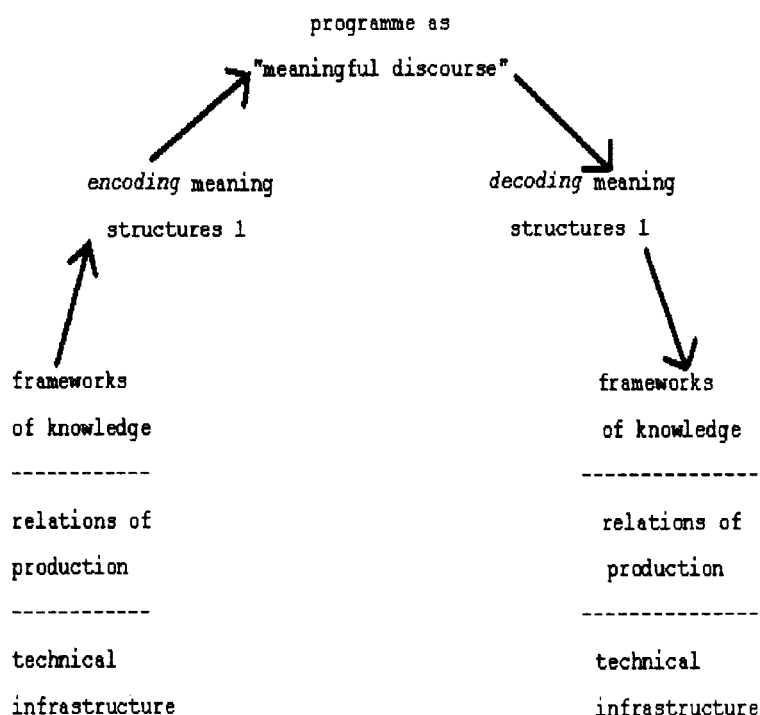 programme as
"meaningful discourse"
encoding meaning
structures 1
decoding meaning
structures 1
frameworks
of knowledge
------------
relations of
production
------------
technical
infrastructure
frameworks
of knowledge
---------------
relations of
production
---------------
technical
infrastructure